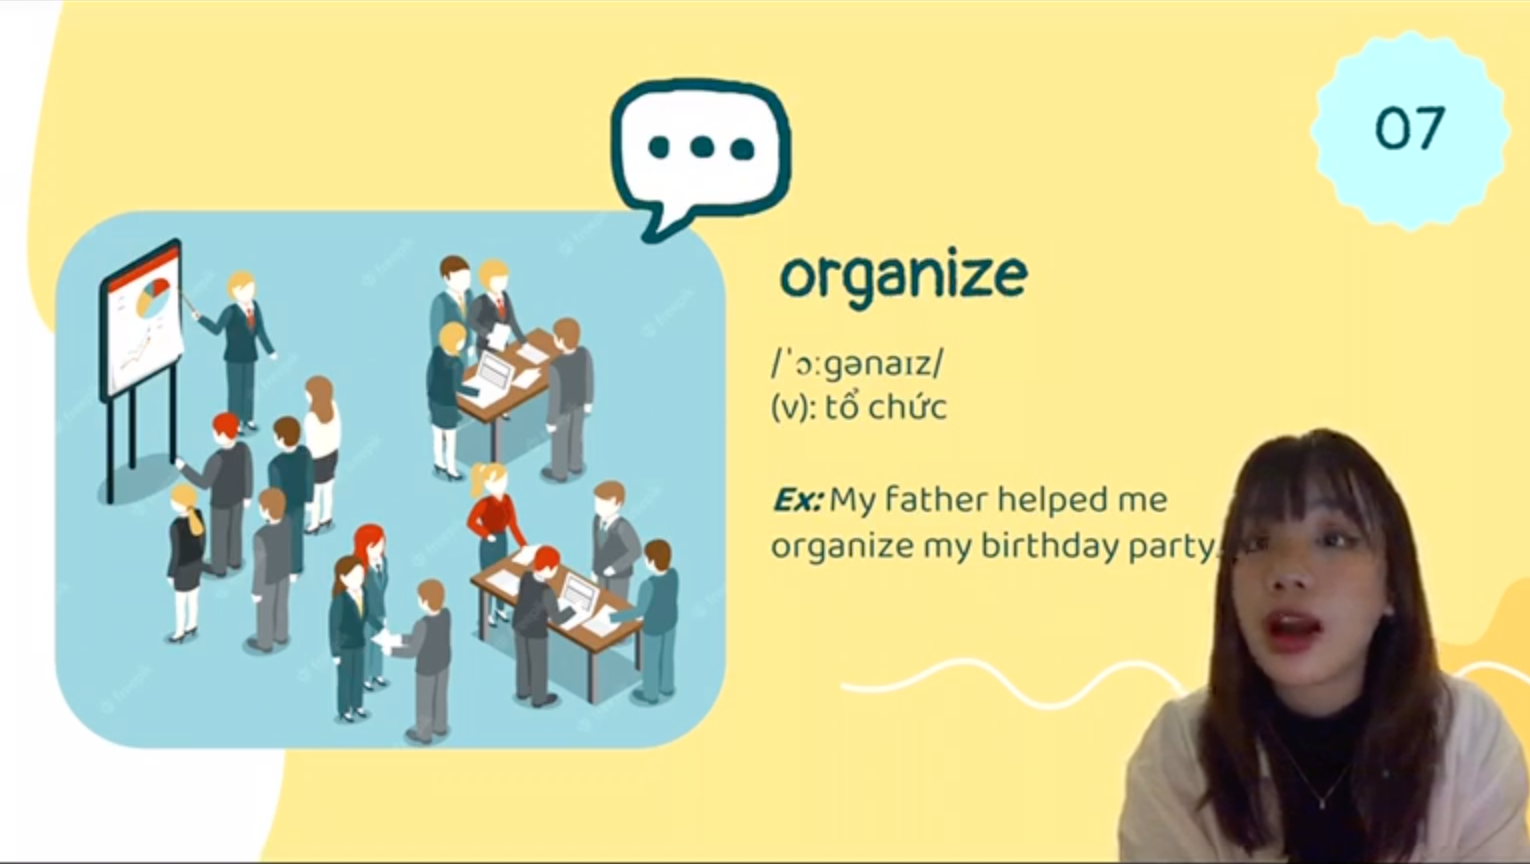 07
organize
/ˈɔːgənaɪz/
(v): tổ chức
Ex: My father helped me
organize my birthday party.